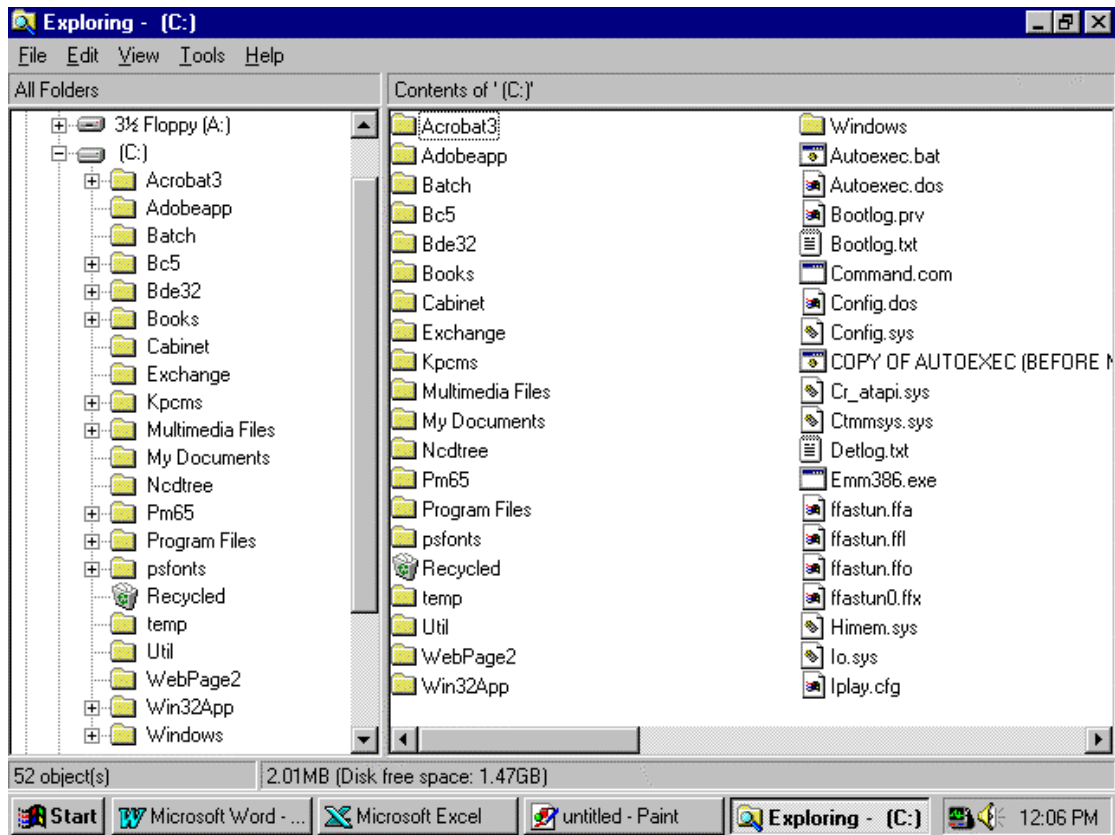 Exploring - (C:)
File Edit View Tools Help
All Folders
Contents of ' (C:)'
3½ Floppy (A:)
(C:)
Acrobat3
Adobeapp
Batch
Bc5
Bde32
Books
Cabinet
Exchange
Kpcms
Multimedia Files
My Documents
Ncdtree
Pm65
Program Files
psfonts
Recycled
temp
Util
WebPage2
Win32App
Windows
Acrobat3
Adobeapp
Batch
Bc5
Bde32
Books
Cabinet
Exchange
Kpcms
Multimedia Files
My Documents
Ncdtree
Pm65
Program Files
psfonts
Recycled
temp
Util
WebPage2
Win32App
Windows
Autoexec.bat
Autoexec.dos
Bootlog.prv
Bootlog.txt
Command.com
Config.dos
Config.sys
COPY OF AUTOEXEC (BEFORE
Cr_atapi.sys
Ctmmsys.sys
Detlog.txt
Emm386.exe
ffastun.ffa
ffastun.ffl
ffastun.ffo
ffastun0.ffx
Himem.sys
Io.sys
Iplay.cfg
52 object(s)
2.01MB (Disk free space: 1.47GB)
Start
Microsoft Word - ...
Microsoft Excel
untitled - Paint
Exploring - (C:)
12:06 PM